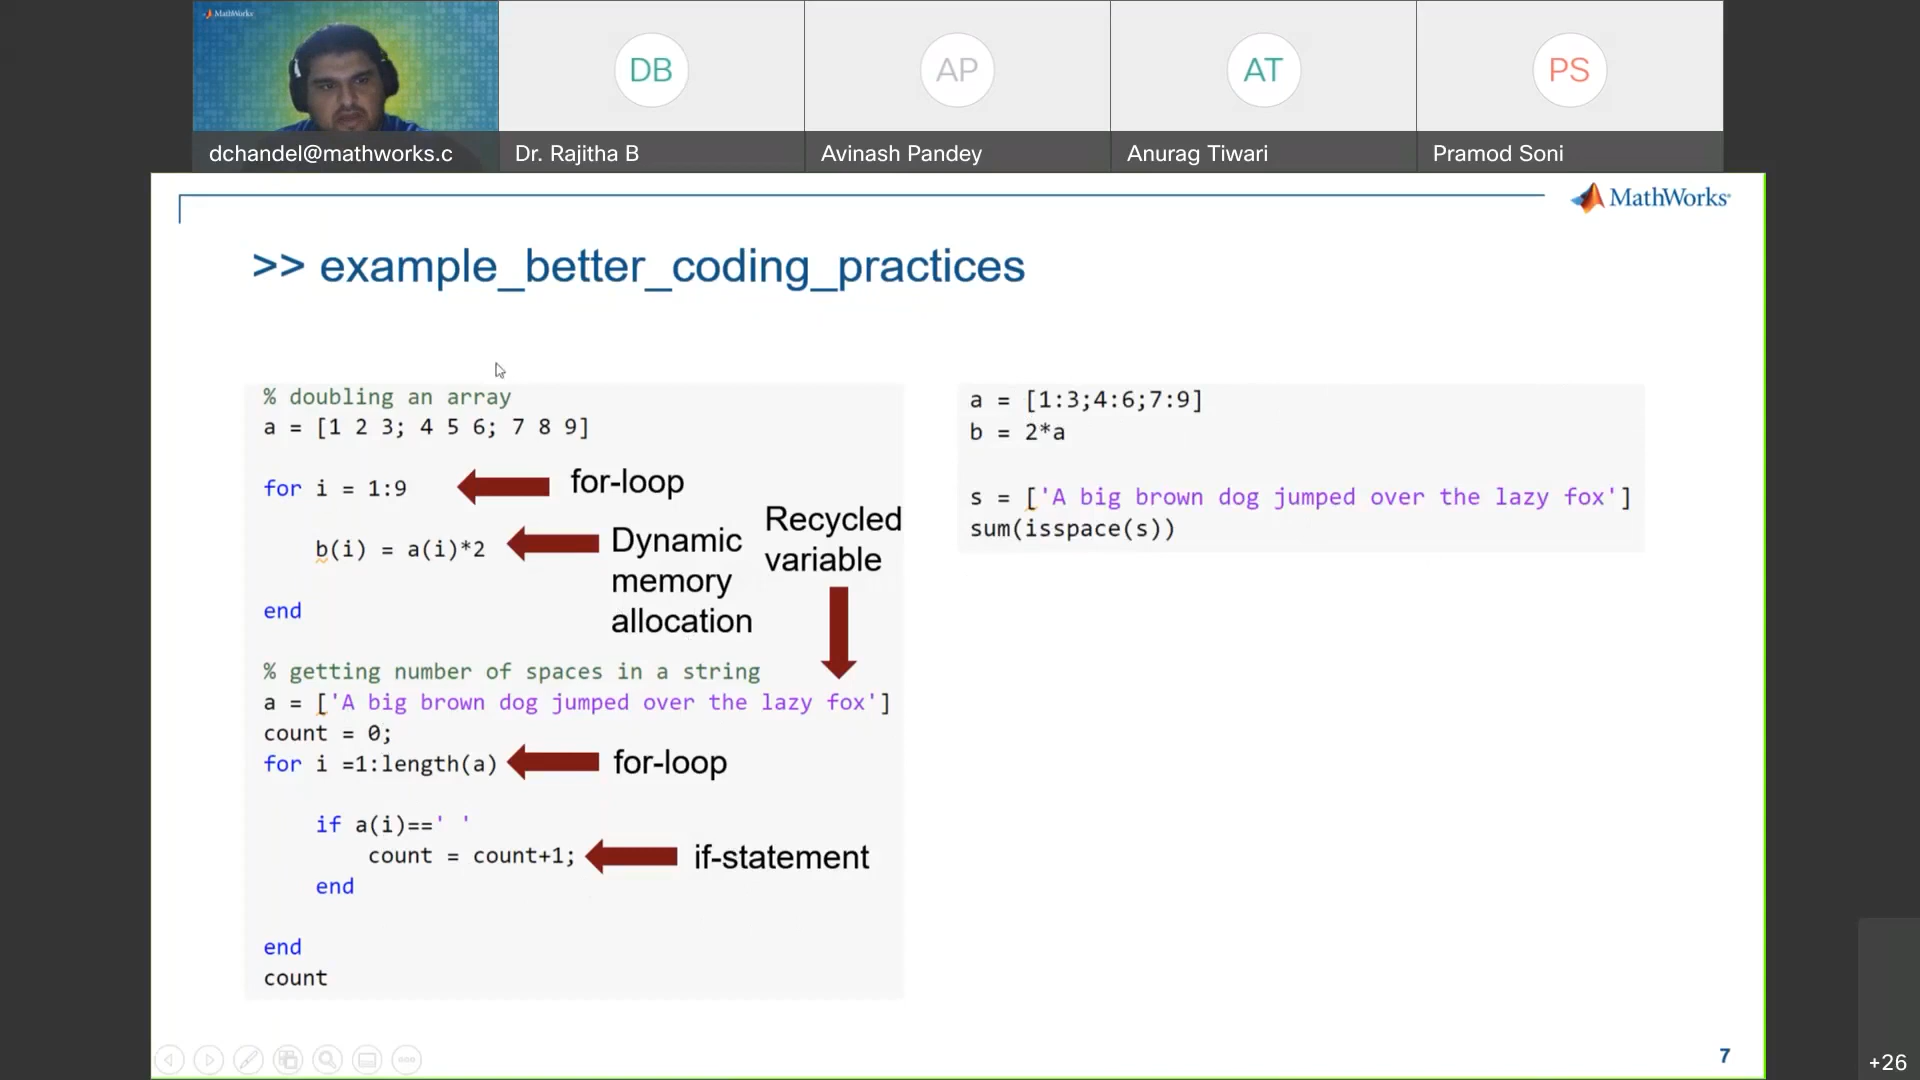 MathWorks
DB
AP
AT
PS
dchandel@mathworks.c
Dr. Rajitha B
Avinash Pandey
Anurag Tiwari
Pramod Soni
MathWorks
>> example_better_coding_practices
% doubling an array
a = [1 2 3; 4 5 6; 7 8 9]
for i = 1:9
for-loop
b(i) = a(i)*2
Dynamic
memory
allocation
Recycled
variable
end
% getting number of spaces in a string
a = ['A big brown dog jumped over the lazy fox']
count = 0;
for i =1:length(a)
for-loop
if a(i)==' '
count = count+1;
if-statement
end
end
count
a = [1:3;4:6;7:9]
b = 2*a
s = ['A big brown dog jumped over the lazy fox']
sum(isspace(s))
7
+26